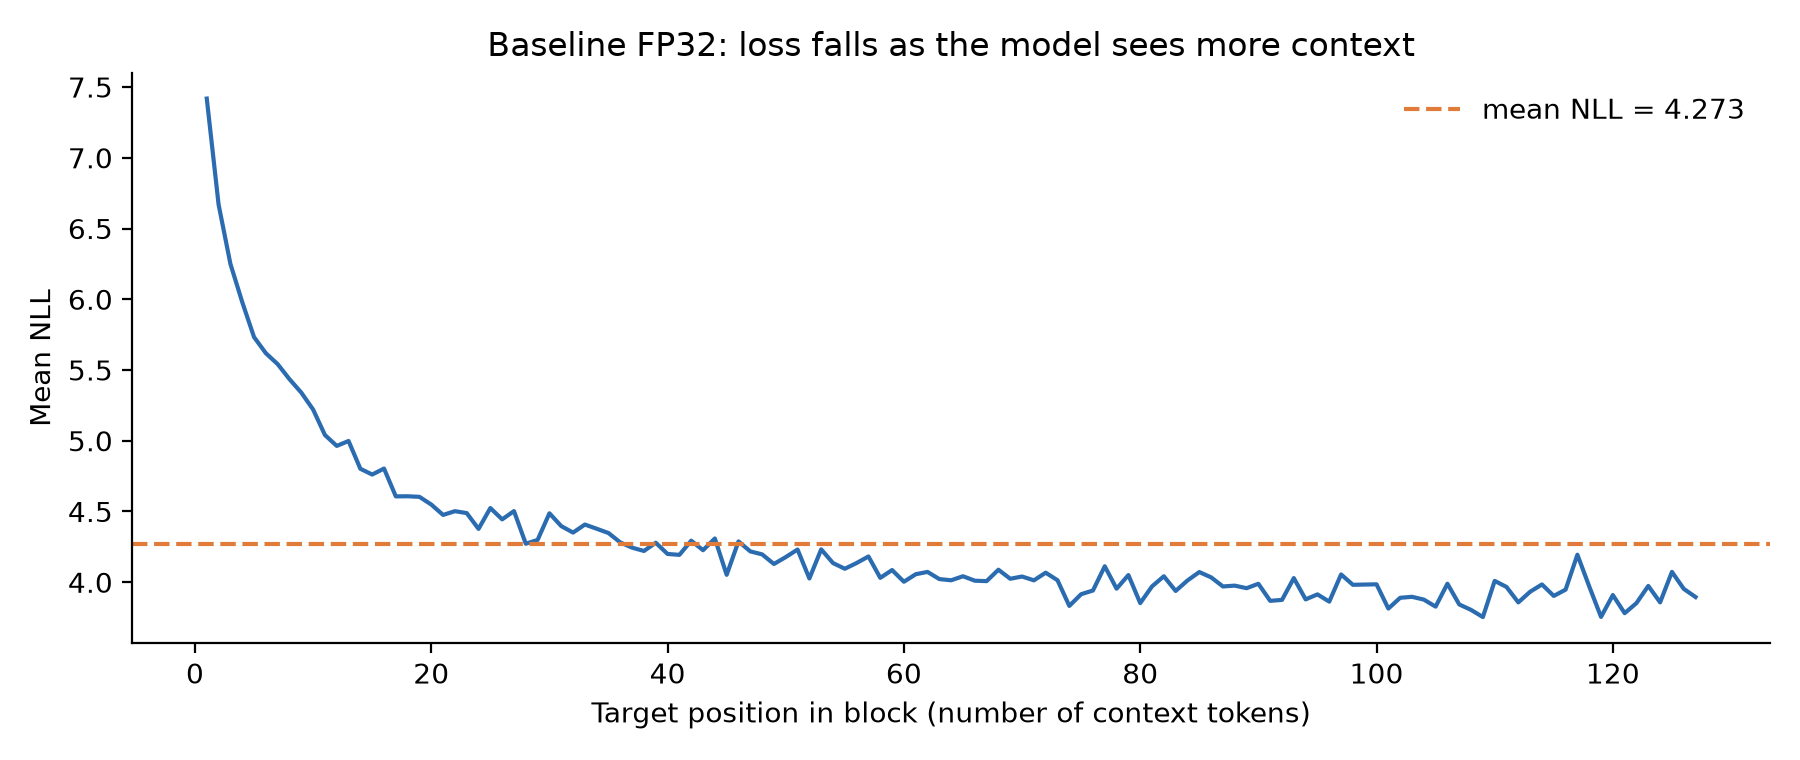 Baseline FP32: loss falls as the model sees more context
mean NLL = 4.273
Mean NLL
7.5
7.0
6.5
6.0
5.5
5.0
4.5
4.0
0 20 40 60 80 100 120
Target position in block (number of context tokens)